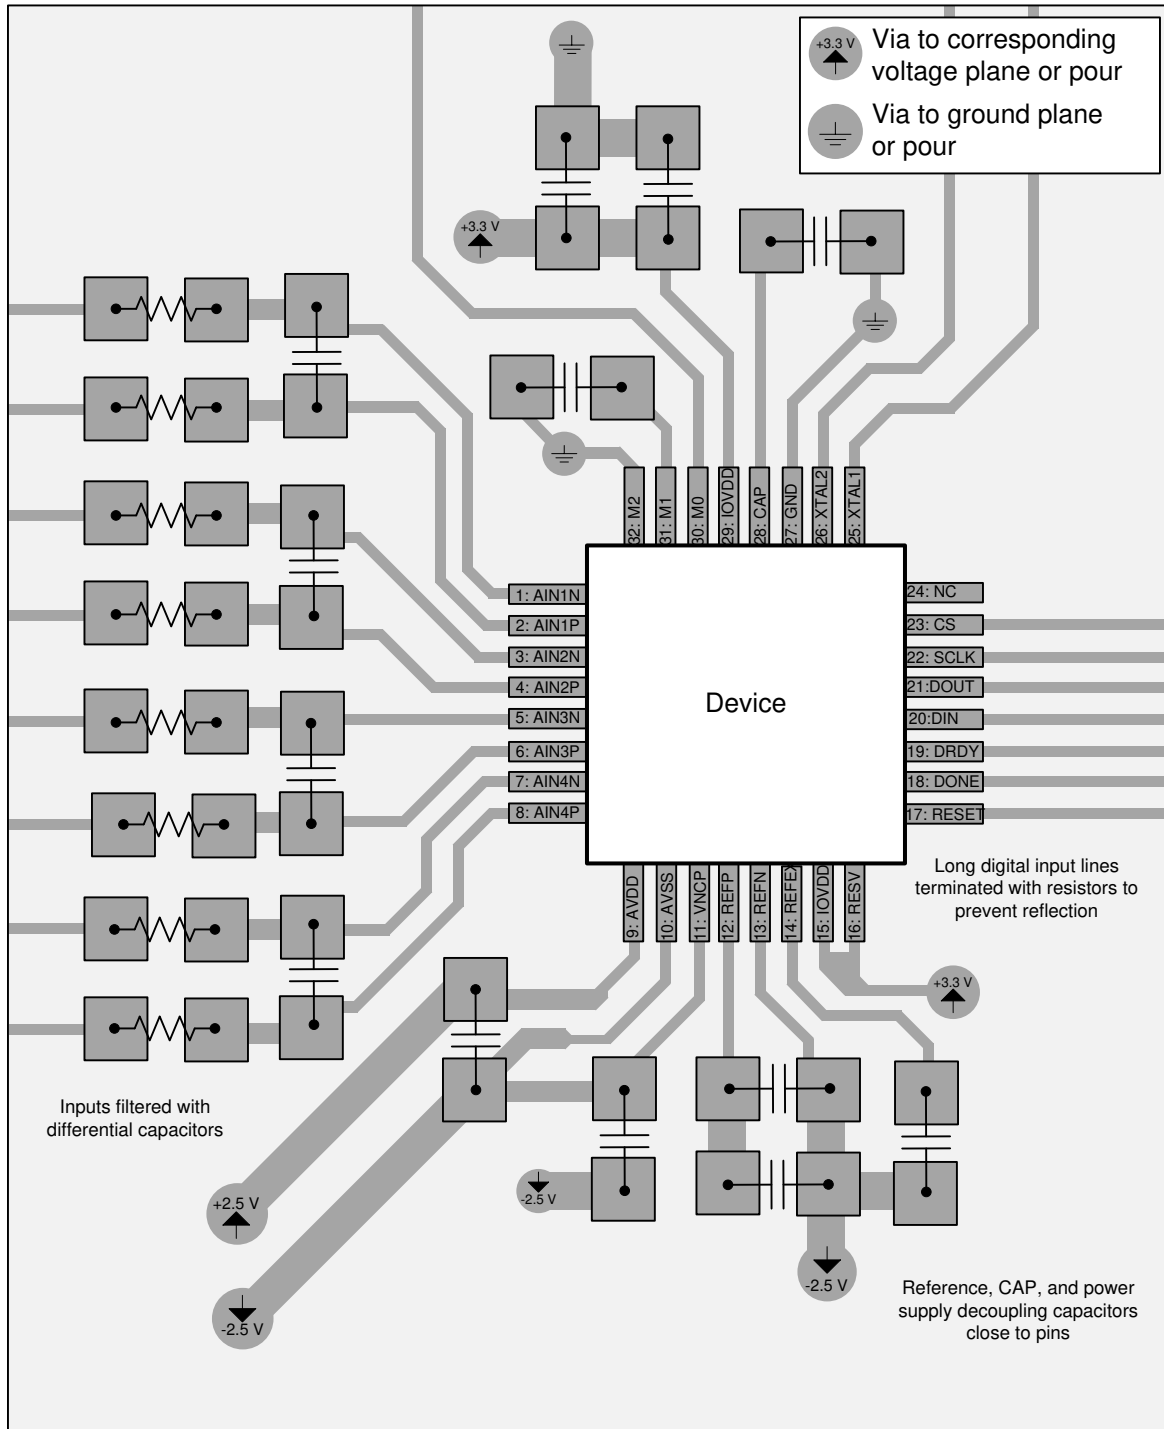 +3.3 V
Via to corresponding
voltage plane or pour
Via to ground plane
or pour
+3.3 V
32: M2
31: M1
30: M0
29: IOVDD
28: CAP
27: GND
26: XTAL2
25: XTAL1
1: AIN1N
2: AIN1P
3: AIN2N
4: AIN2P
5: AIN3N
6: AIN3P
7: AIN4N
8: AIN4P
Device
24: NC
23: CS
22: SCLK
21:DOUT
20:DIN
19: DRDY
18: DONE
17: RESET
9: AVDD
10: AVSS
11: VNCP
12: REFP
13: REFN
14: REFEX
15: IOVDD
16: RESV
Long digital input lines
terminated with resistors to
prevent reflection
+3.3 V
Inputs filtered with
differential capacitors
+2.5 V
-2.5 V
-2.5 V
-2.5 V
Reference, CAP, and power
supply decoupling capacitors
close to pins